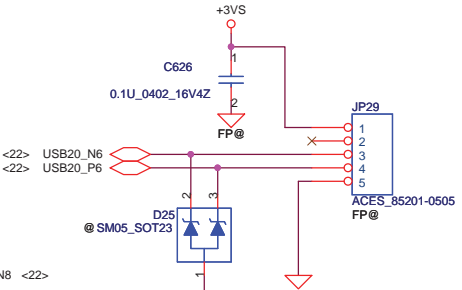 +3VS
1
C626
0.1U_0402_16V4Z
2
FP@
JP29
1
2
<22> USB20_N6
3
<22> USB20_P6
4
5
ACES_85201-0505
FP@
2
3
D25
@ SM05_SOT23
1
N8 <22>